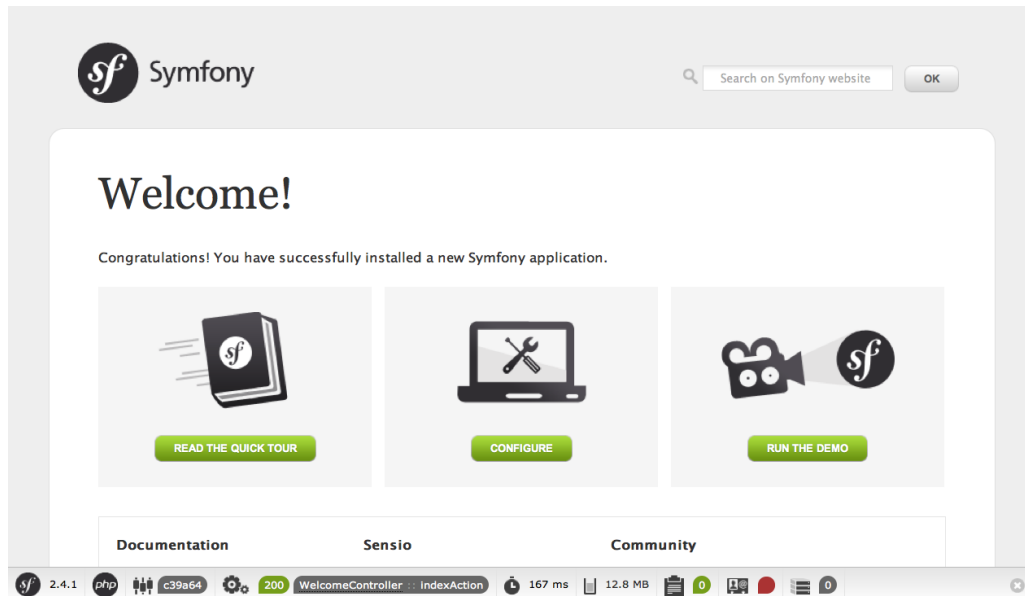 sf Symfony
Search on Symfony website OK
Welcome!
Congratulations! You have successfully installed a new Symfony application.
sf sf
READ THE QUICK TOUR CONFIGURE RUN THE DEMO
Documentation Sensio Community
sf 2.4.1 php c39a64 200 WelcomeController :: indexAction 167 ms 12.8 MB 0 0